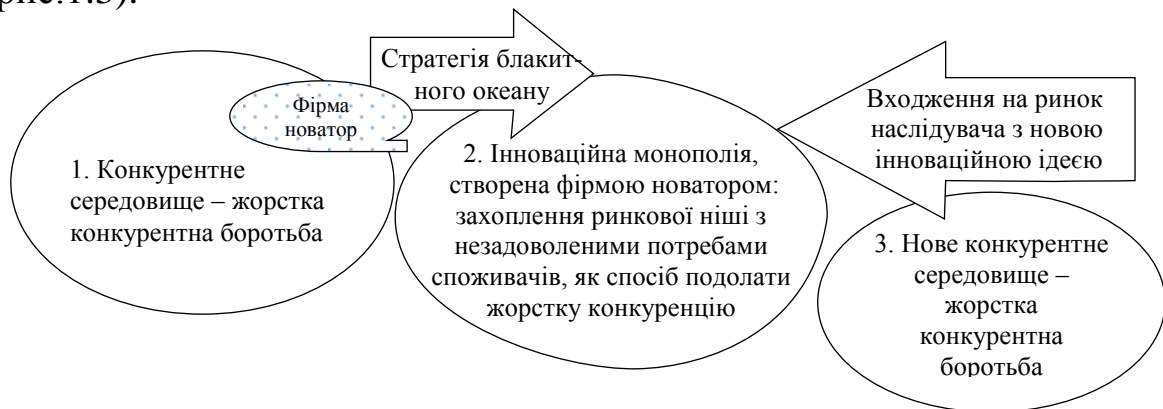 рис.1.3).
Фірма
новатор
Стратегія блакит-
ного океану
Входження на ринок
наслідувача з новою
інноваційною ідеєю
1. Конкурентне
середовище – жорстка
конкурентна боротьба
2. Інноваційна монополія,
створена фірмою новатором:
захоплення ринкової ніші з
незадоволеними потребами
споживачів, як спосіб подолати
жорстку конкуренцію
3. Нове конкурентне
середовище –
жорстка
конкурентна
боротьба